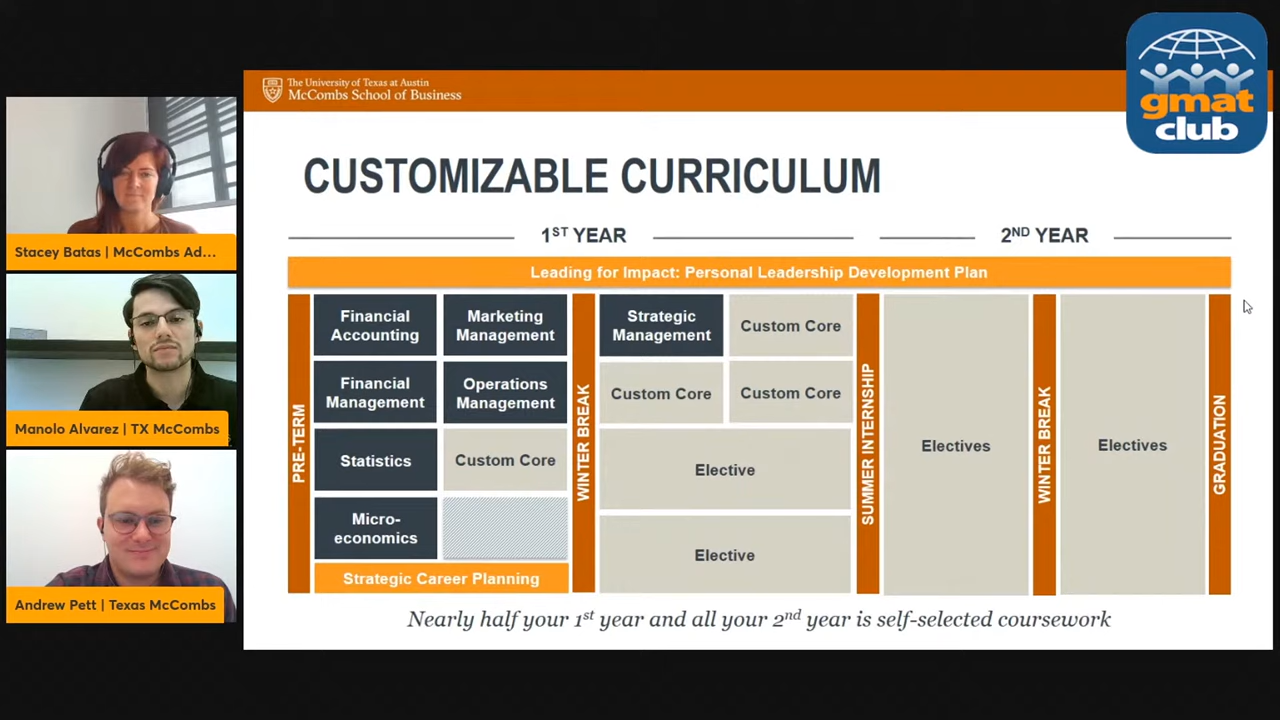 The University of Texas at Austin
McCombs School of Business
gmat
club
CUSTOMIZABLE CURRICULUM
1ST YEAR
2ND YEAR
Leading for Impact: Personal Leadership Development Plan
PRE-TERM
Financial
Accounting
Marketing
Management
Financial
Management
Operations
Management
Statistics
Custom Core
Micro-
economics
Strategic Career Planning
WINTER BREAK
Strategic
Management
Custom Core
Custom Core
Custom Core
Elective
Elective
SUMMER INTERNSHIP
Electives
WINTER BREAK
Electives
GRADUATION
Nearly half your 1st year and all your 2nd year is self-selected coursework
Stacey Batas | McCombs Ad...
Manolo Alvarez | TX McCombs
Andrew Pett | Texas McCombs